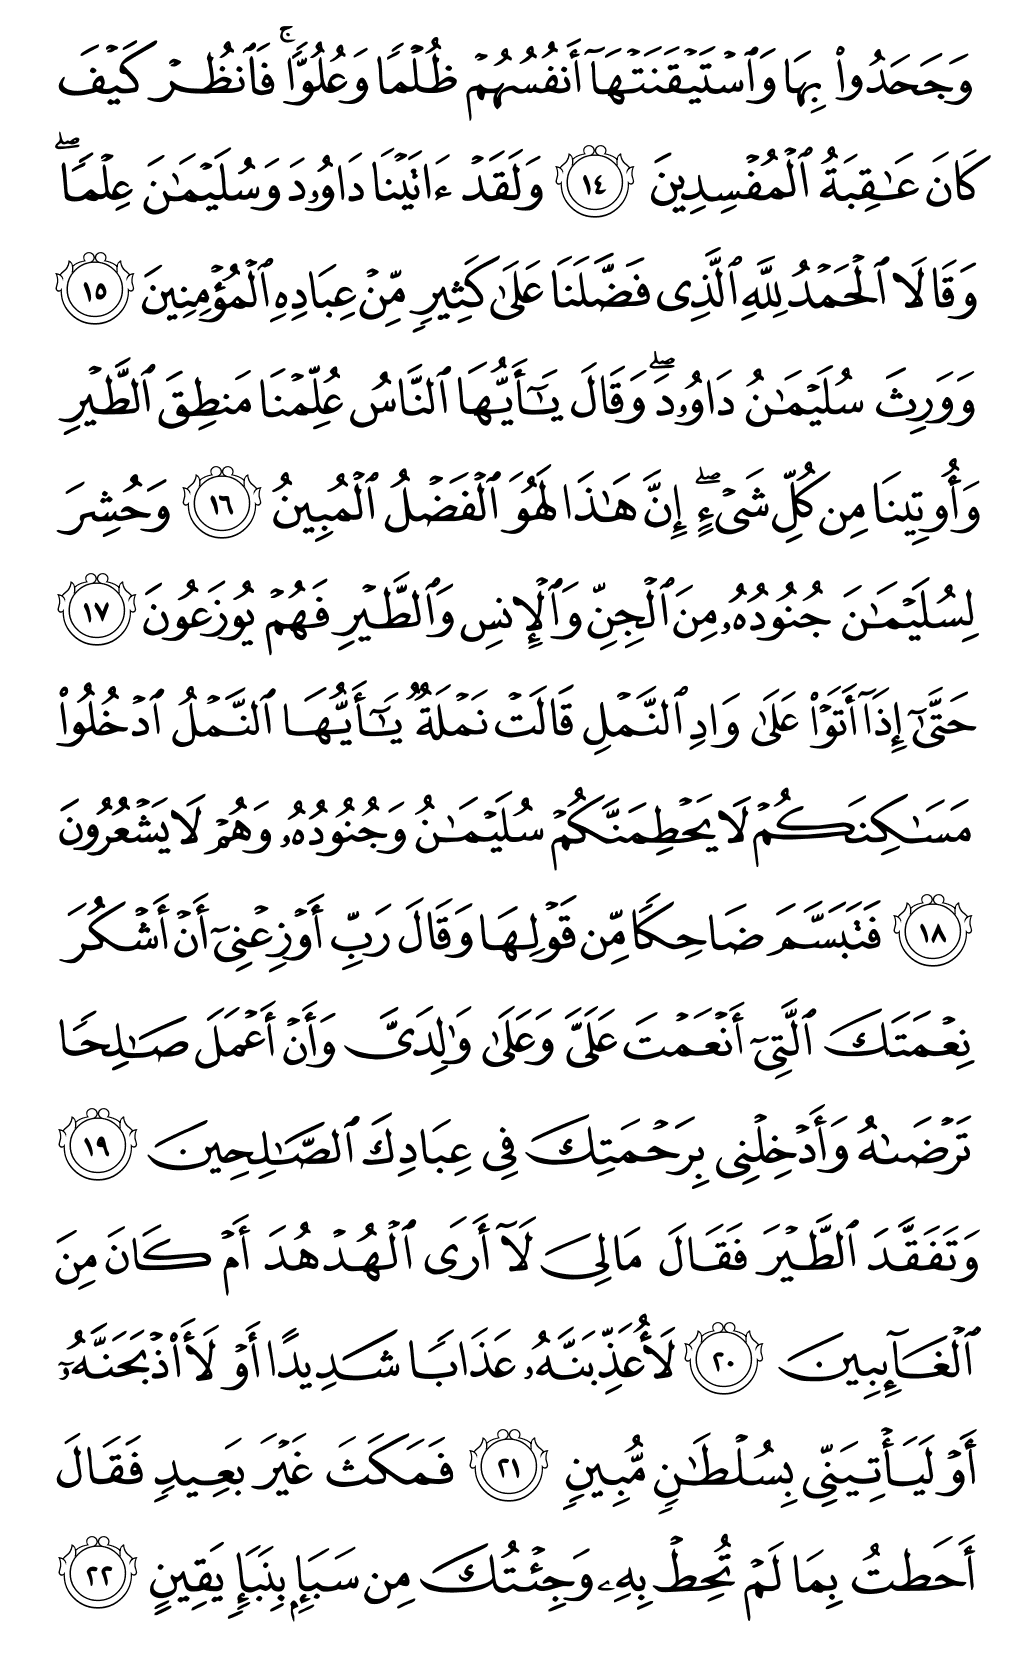 وَجَحَدُوا۟ بِهَا وَٱسْتَيْقَنَتْهَآ أَنفُسُهُمْ ظُلْمًا وَعُلُوًّا ۚ فَٱنظُرْ كَيْفَ
كَانَ عَـٰقِبَةُ ٱلْمُفْسِدِينَ ١٤ وَلَقَدْ ءَاتَيْنَا دَاوُۥدَ وَسُلَيْمَـٰنَ عِلْمًا ۖ
وَقَالَا ٱلْحَمْدُ لِلَّهِ ٱلَّذِى فَضَّلَنَا عَلَىٰ كَثِيرٍ مِّنْ عِبَادِهِ ٱلْمُؤْمِنِينَ ١٥
وَوَرِثَ سُلَيْمَـٰنُ دَاوُۥدَ ۖ وَقَالَ يَـٰٓأَيُّهَا ٱلنَّاسُ عُلِّمْنَا مَنطِقَ ٱلطَّيْرِ
وَأُوتِينَا مِن كُلِّ شَىْءٍ ۖ إِنَّ هَـٰذَا لَهُوَ ٱلْفَضْلُ ٱلْمُبِينُ ١٦ وَحُشِرَ
لِسُلَيْمَـٰنَ جُنُودُهُۥ مِنَ ٱلْجِنِّ وَٱلْإِنسِ وَٱلطَّيْرِ فَهُمْ يُوزَعُونَ ١٧
حَتَّىٰٓ إِذَآ أَتَوْا۟ عَلَىٰ وَادِ ٱلنَّمْلِ قَالَتْ نَمْلَةٌ يَـٰٓأَيُّهَا ٱلنَّمْلُ ٱدْخُلُوا۟
مَسَـٰكِنَكُمْ لَا يَحْطِمَنَّكُمْ سُلَيْمَـٰنُ وَجُنُودُهُۥ وَهُمْ لَا يَشْعُرُونَ
١٨ فَتَبَسَّمَ ضَاحِكًا مِّن قَوْلِهَا وَقَالَ رَبِّ أَوْزِعْنِىٓ أَنْ أَشْكُرَ
نِعْمَتَكَ ٱلَّتِىٓ أَنْعَمْتَ عَلَىَّ وَعَلَىٰ وَٰلِدَىَّ وَأَنْ أَعْمَلَ صَـٰلِحًا
تَرْضَىٰهُ وَأَدْخِلْنِى بِرَحْمَتِكَ فِى عِبَادِكَ ٱلصَّـٰلِحِينَ ١٩
وَتَفَقَّدَ ٱلطَّيْرَ فَقَالَ مَا لِىَ لَآ أَرَى ٱلْهُدْهُدَ أَمْ كَانَ مِنَ
ٱلْغَآئِبِينَ ٢٠ لَأُعَذِّبَنَّهُۥ عَذَابًا شَدِيدًا أَوْ لَأَا۟ذْبَحَنَّهُۥٓ
أَوْ لَيَأْتِيَنِّى بِسُلْطَـٰنٍ مُّبِينٍ ٢١ فَمَكَثَ غَيْرَ بَعِيدٍ فَقَالَ
أَحَطتُ بِمَا لَمْ تُحِطْ بِهِۦ وَجِئْتُكَ مِن سَبَإٍۭ بِنَبَإٍ يَقِينٍ ٢٢